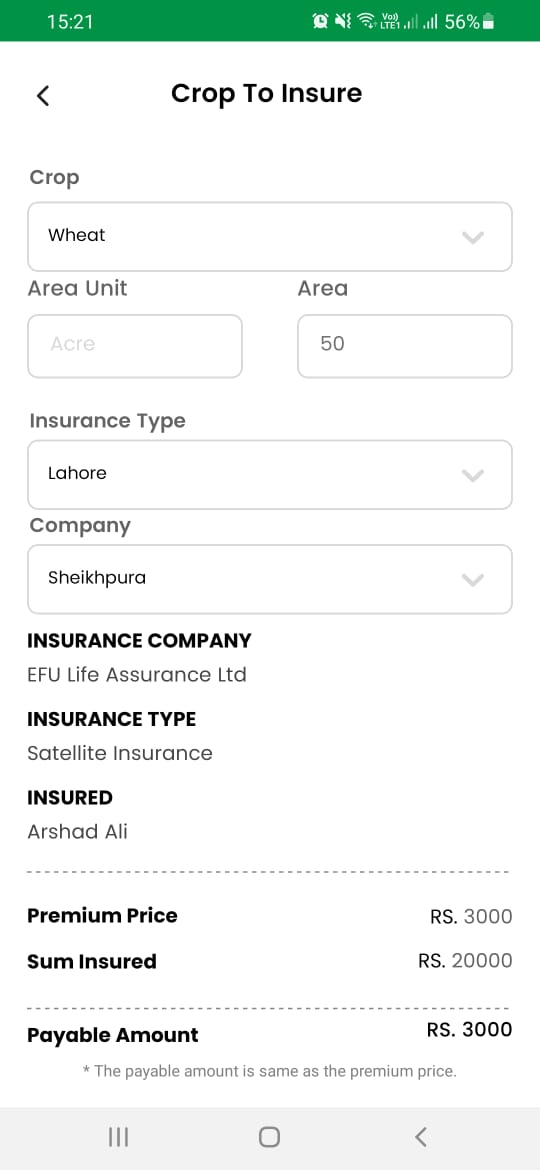 15:21
Vo)) LTE1 56%
Crop To Insure
Crop
Wheat
Area Unit Area
Acre 50
Insurance Type
Lahore
Company
Sheikhpura
INSURANCE COMPANY
EFU Life Assurance Ltd
INSURANCE TYPE
Satellite Insurance
INSURED
Arshad Ali
Premium Price RS. 3000
Sum Insured RS. 20000
Payable Amount RS. 3000
* The payable amount is same as the premium price.